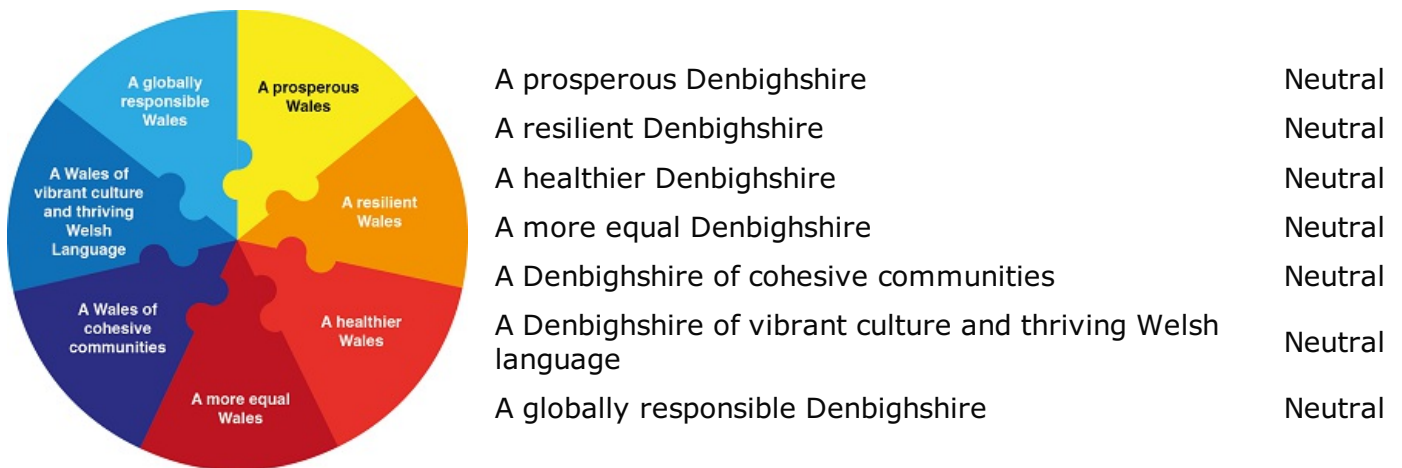 A globally
responsible
Wales
A prosperous
Wales
A resilient
Wales
A healthier
Wales
A more equal
Wales
A Wales of
cohesive
communities
A Wales of
vibrant culture
and thriving
Welsh
Language
A prosperous Denbighshire Neutral
A resilient Denbighshire Neutral
A healthier Denbighshire Neutral
A more equal Denbighshire Neutral
A Denbighshire of cohesive communities Neutral
A Denbighshire of vibrant culture and thriving Welsh
language Neutral
A globally responsible Denbighshire Neutral